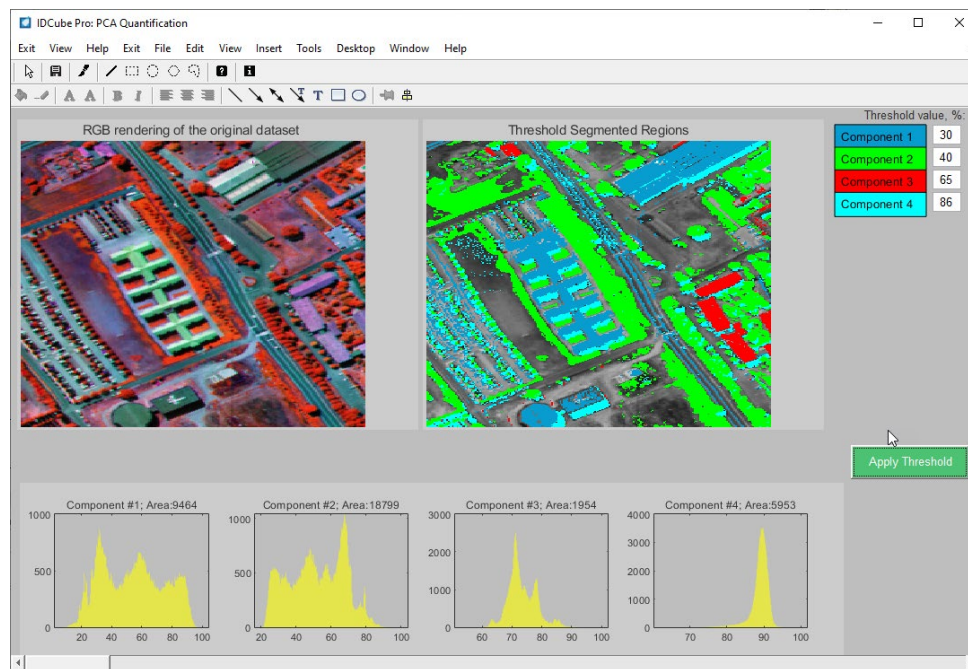 IDCube Pro: PCA Quantification
Exit View Help Exit File Edit View Insert Tools Desktop Window Help
A A B I
T T
RGB rendering of the original dataset
Threshold Segmented Regions
Threshold value, %:
Component 1 30
Component 2 40
Component 3 65
Component 4 86
Apply Threshold
Component #1; Area:9464
1000
500
0
20 40 60 80 100
Component #2; Area:18799
1000
500
0
20 40 60 80 100
Component #3; Area:1954
3000
2000
1000
0
60 70 80 90 100
Component #4; Area:5953
4000
3000
2000
1000
0
70 80 90 100